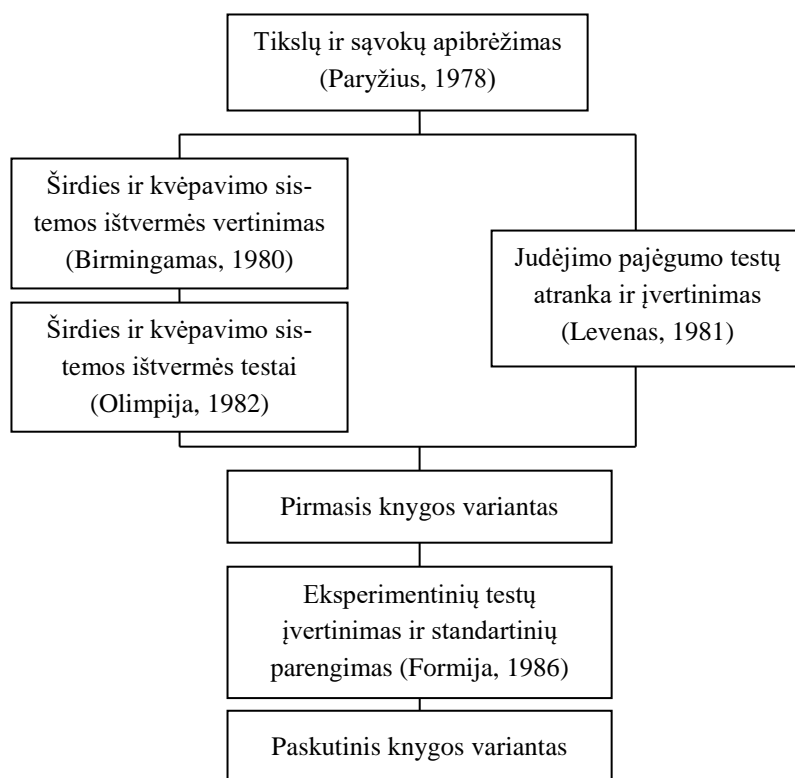 Tikslų ir sąvokų apibrėžimas
(Paryžius, 1978)
Širdies ir kvėpavimo sis-
temos ištvermės vertinimas
(Birmingamas, 1980)
Judėjimo pajėgumo testų
atranka ir įvertinimas
(Levenas, 1981)
Širdies ir kvėpavimo sis-
temos ištvermės testai
(Olimpija, 1982)
Pirmasis knygos variantas
Eksperimentinių testų
įvertinimas ir standartinių
parengimas (Formija, 1986)
Paskutinis knygos variantas